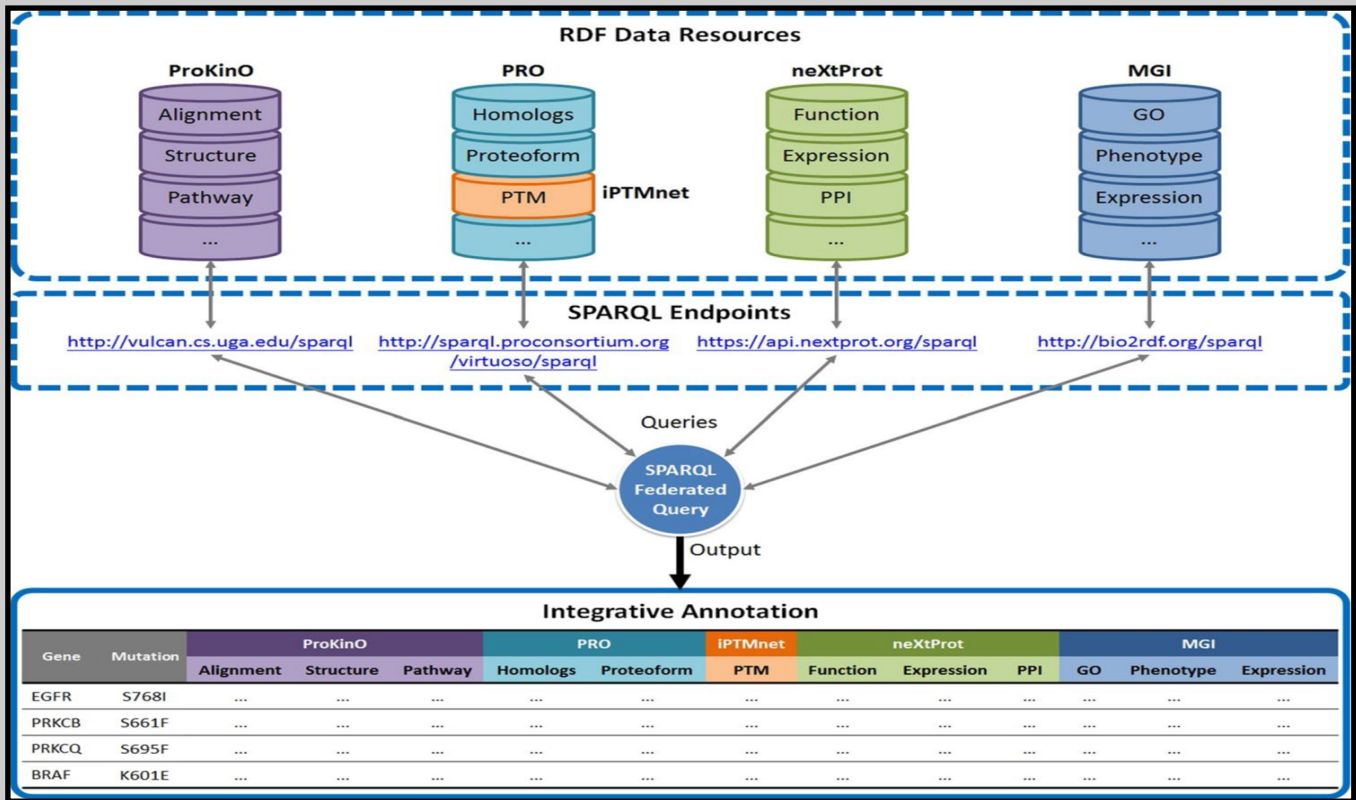 RDF Data Resources
ProKinO PRO neXtProt MGI
Alignment Homologs Function GO
Structure Proteoform Expression Phenotype
Pathway PTM iPTMnet PPI Expression
... ... ... ...
SPARQL Endpoints
http://vulcan.cs.uga.edu/sparql http://sparql.proconsortium.org https://api.nextprot.org/sparql http://bio2rdf.org/sparql
/virtuoso/sparql
Queries
SPARQL
Federated
Query
Output
Integrative Annotation
Gene Mutation ProKinO PRO iPTMnet neXtProt MGI
Alignment Structure Pathway Homologs Proteoform PTM Function Expression PPI GO Phenotype Expression
EGFR S768I ... ... ... ... ... ... ... ... ... ... ... ...
PRKCB S661F ... ... ... ... ... ... ... ... ... ... ... ...
PRKCQ S695F ... ... ... ... ... ... ... ... ... ... ... ...
BRAF K601E ... ... ... ... ... ... ... ... ... ... ... ...